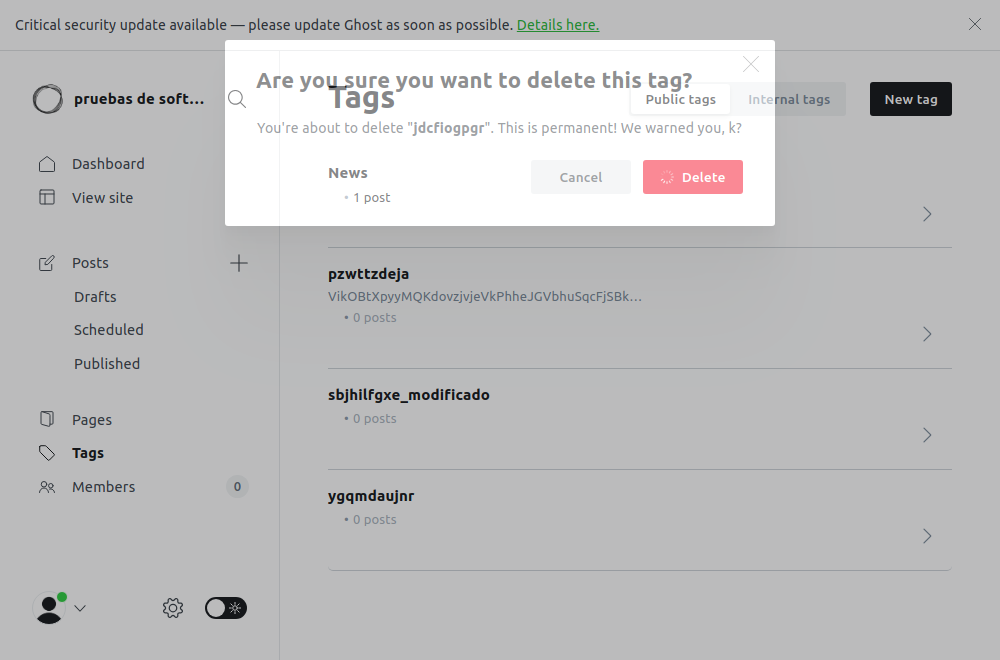 Critical security update available — please update Ghost as soon as possible. Details here.
pruebas de soft...
Dashboard
View site
Posts
Drafts
Scheduled
Published
Pages
Tags
Members
0
Tags
Public tags
Internal tags
New tag
Are you sure you want to delete this tag?
You're about to delete "jdcfiogpgr". This is permanent! We warned you, k?
Cancel
Delete
News
• 1 post
pzwttzdeja
VikOBtXpyyMQKdovzjvjeVkPhheJGVbhuSqcFjSBk...
• 0 posts
sbjhilfgxe_modificado
• 0 posts
ygqmdaujnr
• 0 posts